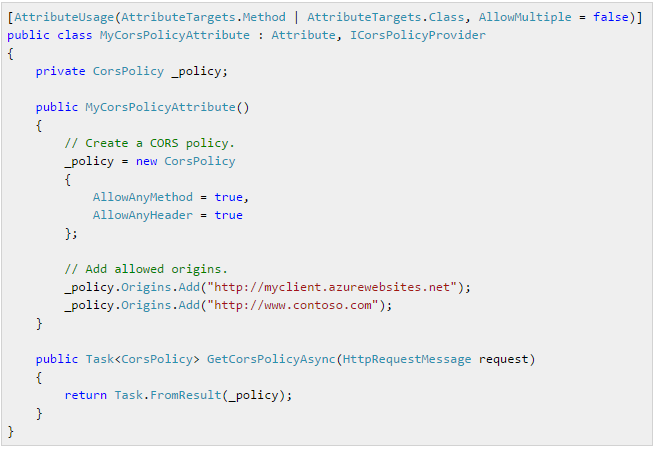 [AttributeUsage(AttributeTargets.Method | AttributeTargets.Class, AllowMultiple = false)]
public class MyCorsPolicyAttribute : Attribute, ICorsPolicyProvider
{
    private CorsPolicy _policy;

    public MyCorsPolicyAttribute()
    {
        // Create a CORS policy.
        _policy = new CorsPolicy
        {
            AllowAnyMethod = true,
            AllowAnyHeader = true
        };

        // Add allowed origins.
        _policy.Origins.Add("http://myclient.azurewebsites.net");
        _policy.Origins.Add("http://www.contoso.com");
    }

    public Task<CorsPolicy> GetCorsPolicyAsync(HttpRequestMessage request)
    {
        return Task.FromResult(_policy);
    }
}